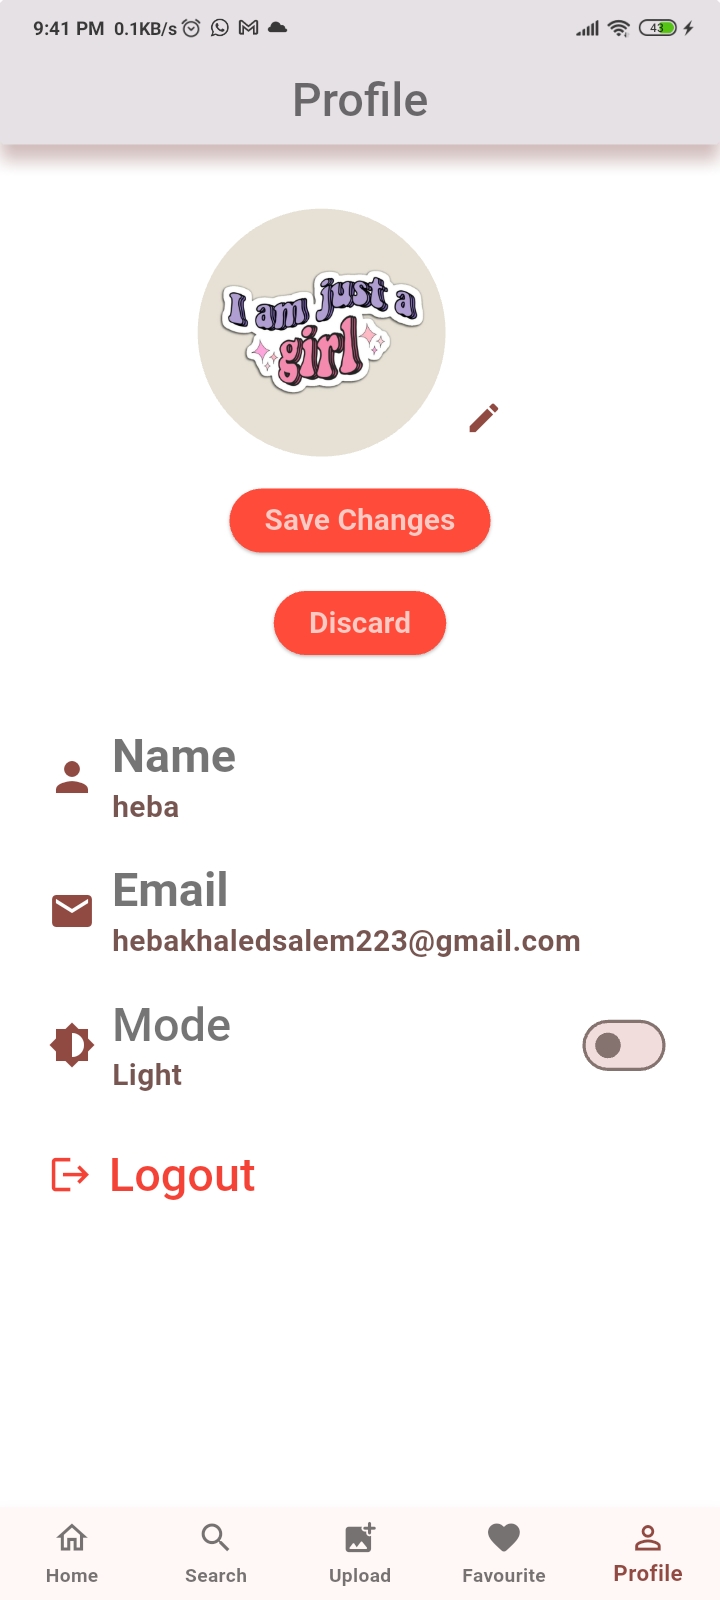 9:41 PM 0.1KB/s 43
Profile
I am just a
girl
Save Changes
Discard
Name
heba
Email
hebakhaledsalem223@gmail.com
Mode
Light
Logout
Home Search Upload Favourite Profile